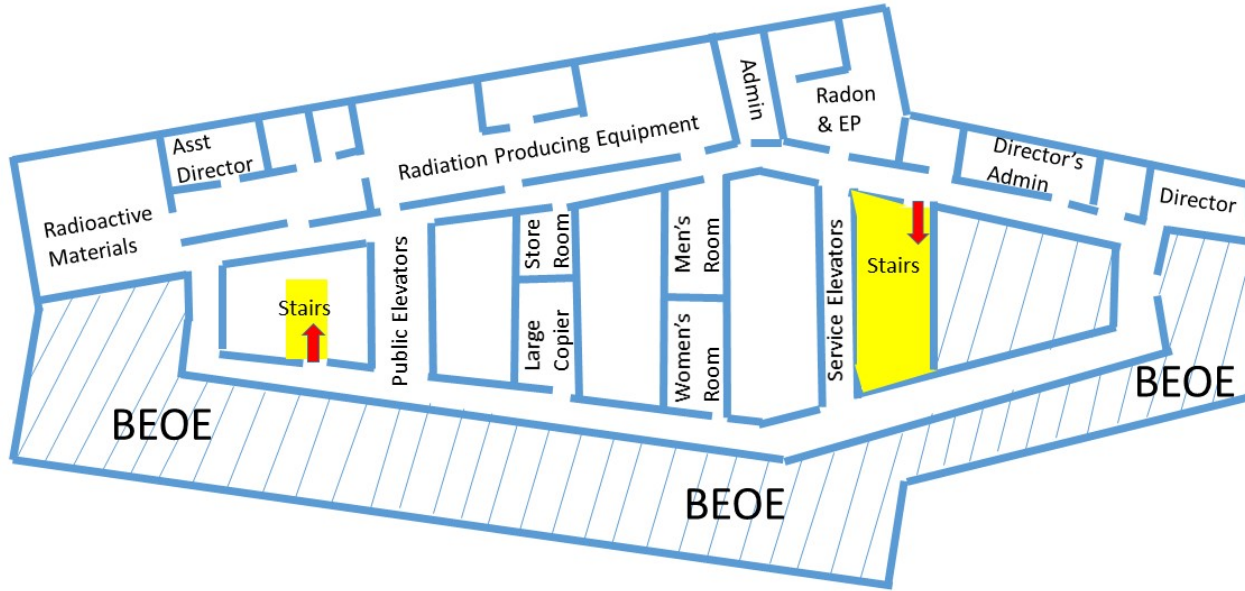 Asst
Director
Radioactive
Materials
Radiation Producing Equipment
Admin
Radon
& EP
Director's
Admin
Director
Stairs
Public Elevators
Store
Room
Large
Copier
Men's
Room
Women's
Room
Service Elevators
Stairs
BEOE
BEOE
BEOE